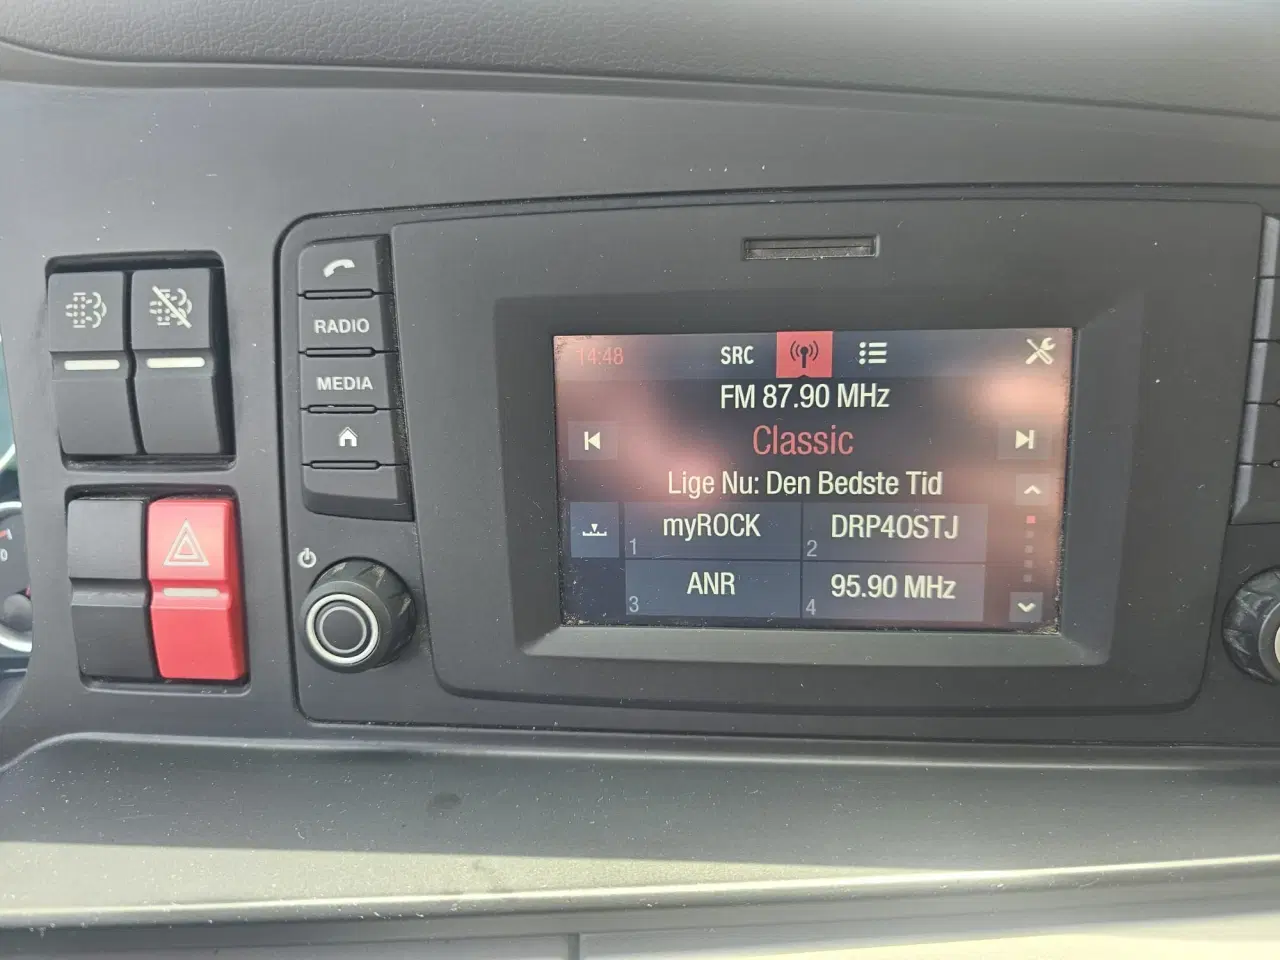 RADIO
MEDIA
14:48
SRC
FM 87.90 MHz
Classic
Lige Nu: Den Bedste Tid
myROCK
1
DRP4OSTJ
2
ANR
3
95.90 MHz
4
0